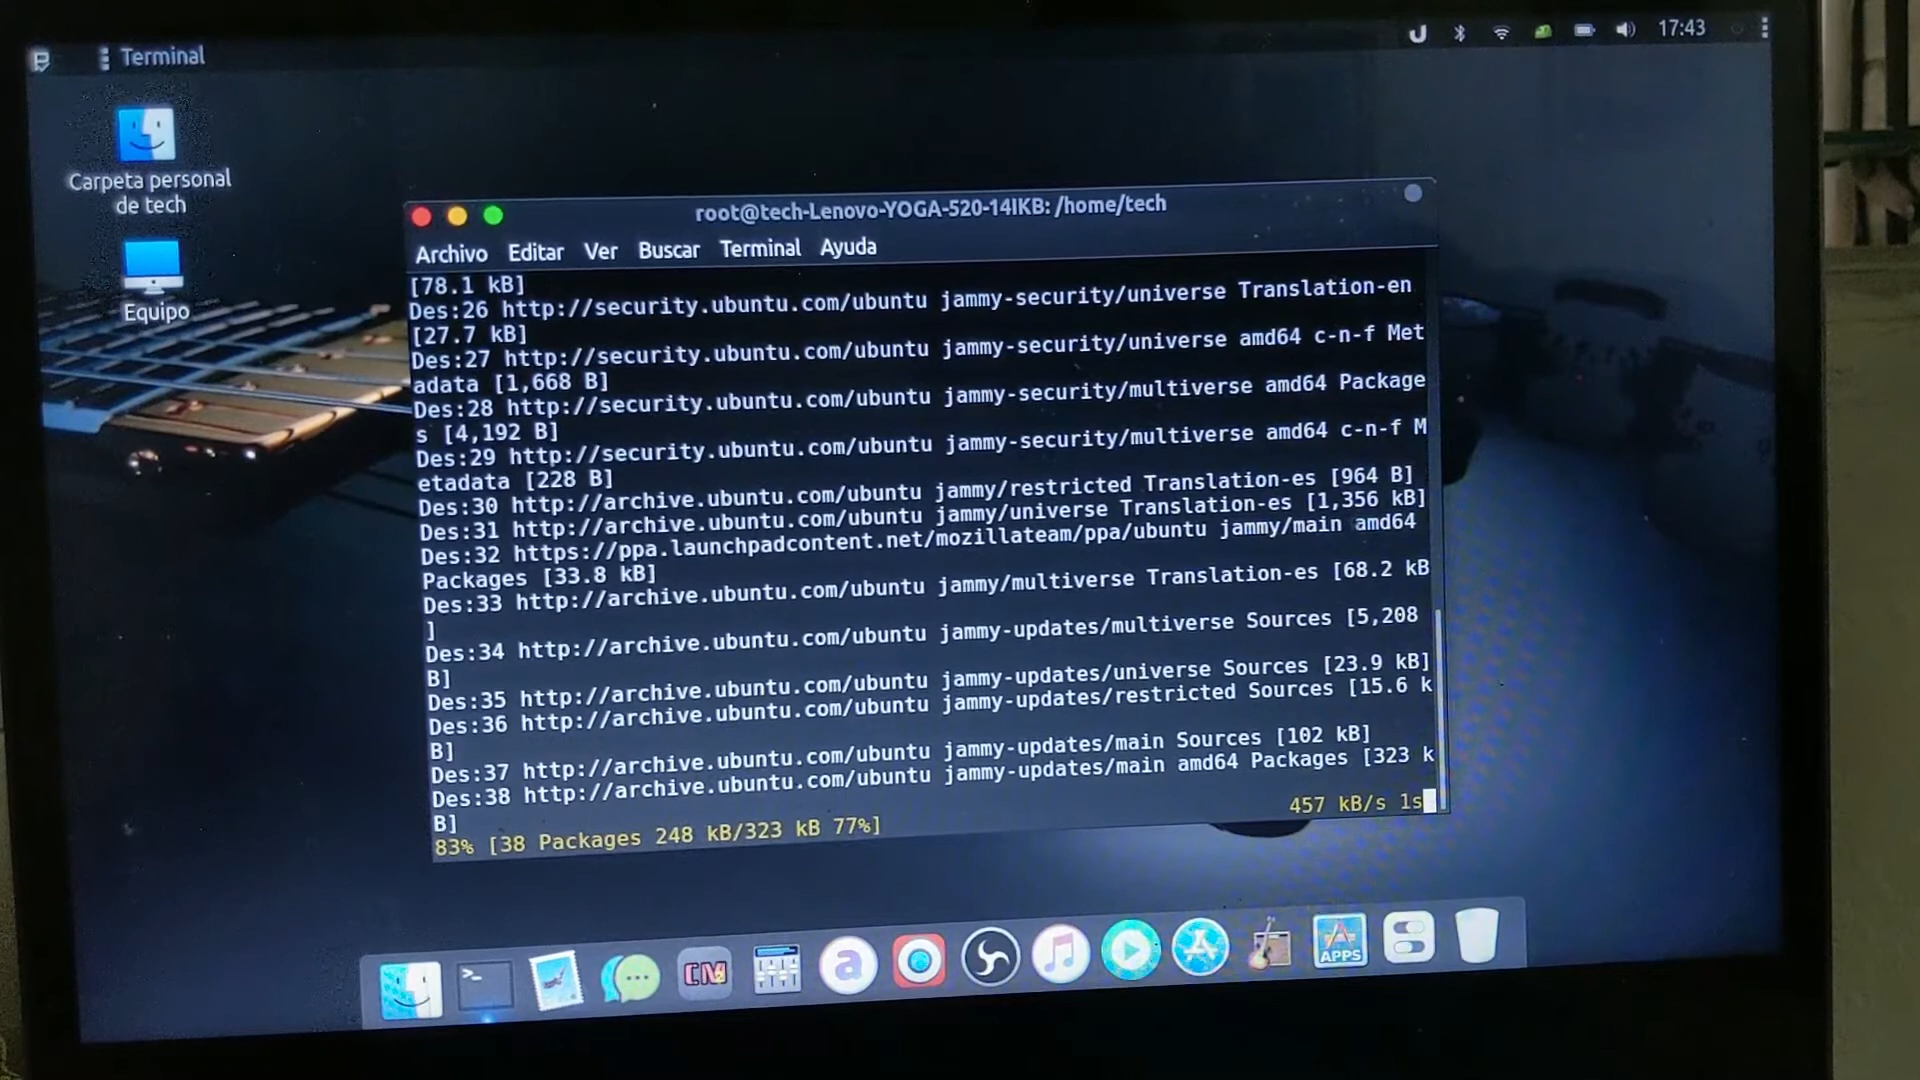 Terminal
17:43
Carpeta personal
de tech
Equipo
root@tech-Lenovo-YOGA-520-14IKB: /home/tech
Archivo Editar Ver Buscar Terminal Ayuda
[78.1 kB]
Des:26 http://security.ubuntu.com/ubuntu jammy-security/universe Translation-en
[27.7 kB]
Des:27 http://security.ubuntu.com/ubuntu jammy-security/universe amd64 c-n-f Met
adata [1,668 B]
Des:28 http://security.ubuntu.com/ubuntu jammy-security/multiverse amd64 Package
s [4,192 B]
Des:29 http://security.ubuntu.com/ubuntu jammy-security/multiverse amd64 c-n-f M
etadata [228 B]
Des:30 http://archive.ubuntu.com/ubuntu jammy/restricted Translation-es [964 B]
Des:31 http://archive.ubuntu.com/ubuntu jammy/universe Translation-es [1,356 kB]
Des:32 https://ppa.launchpadcontent.net/mozillateam/ppa/ubuntu jammy/main amd64
Packages [33.8 kB]
Des:33 http://archive.ubuntu.com/ubuntu jammy/multiverse Translation-es [68.2 kB
]
Des:34 http://archive.ubuntu.com/ubuntu jammy-updates/multiverse Sources [5,208
B]
Des:35 http://archive.ubuntu.com/ubuntu jammy-updates/universe Sources [23.9 kB]
Des:36 http://archive.ubuntu.com/ubuntu jammy-updates/restricted Sources [15.6 k
B]
Des:37 http://archive.ubuntu.com/ubuntu jammy-updates/main Sources [102 kB]
Des:38 http://archive.ubuntu.com/ubuntu jammy-updates/main amd64 Packages [323 k
B]
83% [38 Packages 248 kB/323 kB 77%] 457 kB/s 1s
>_
CM
a
APPS